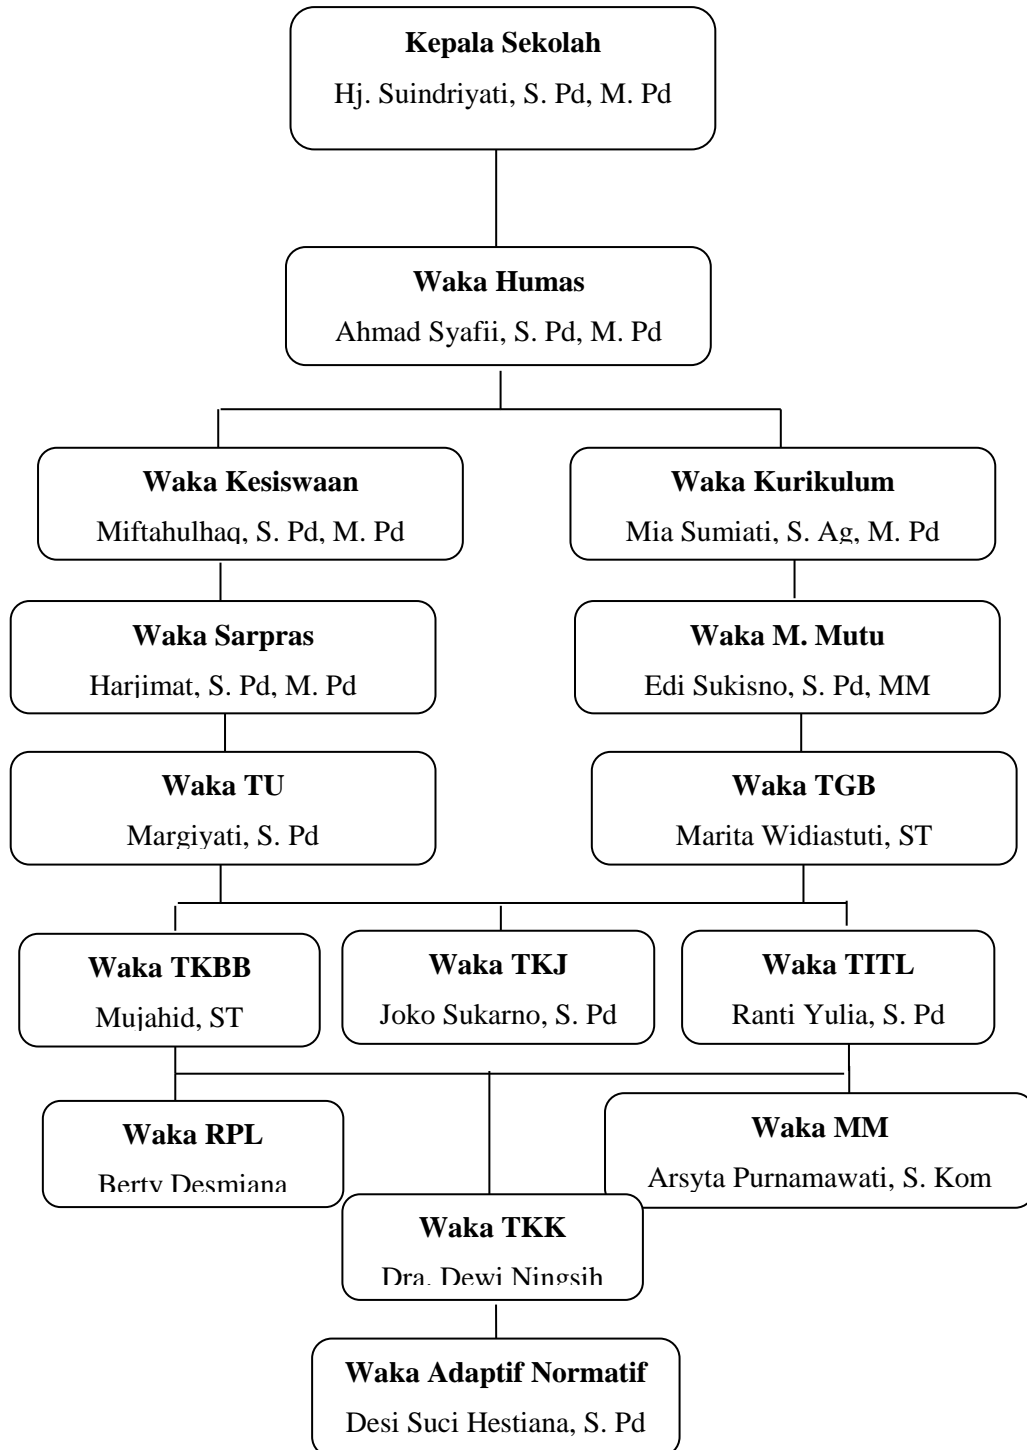 Kepala Sekolah
Hj. Suindriyati, S. Pd, M. Pd
Waka Humas
Ahmad Syafii, S. Pd, M. Pd
Waka Kesiswaan
Miftahulhaq, S. Pd, M. Pd
Waka Kurikulum
Mia Sumiati, S. Ag, M. Pd
Waka Sarpras
Harjimat, S. Pd, M. Pd
Waka M. Mutu
Edi Sukisno, S. Pd, MM
Waka TU
Margiyati, S. Pd
Waka TGB
Marita Widiastuti, ST
Waka TKBB
Mujahid, ST
Waka TKJ
Joko Sukarno, S. Pd
Waka TITL
Ranti Yulia, S. Pd
Waka RPL
Berty Desmiana
Waka MM
Arsyta Purnamawati, S. Kom
Waka TKK
Dra. Dewi Ningsih
Waka Adaptif Normatif
Desi Suci Hestiana, S. Pd